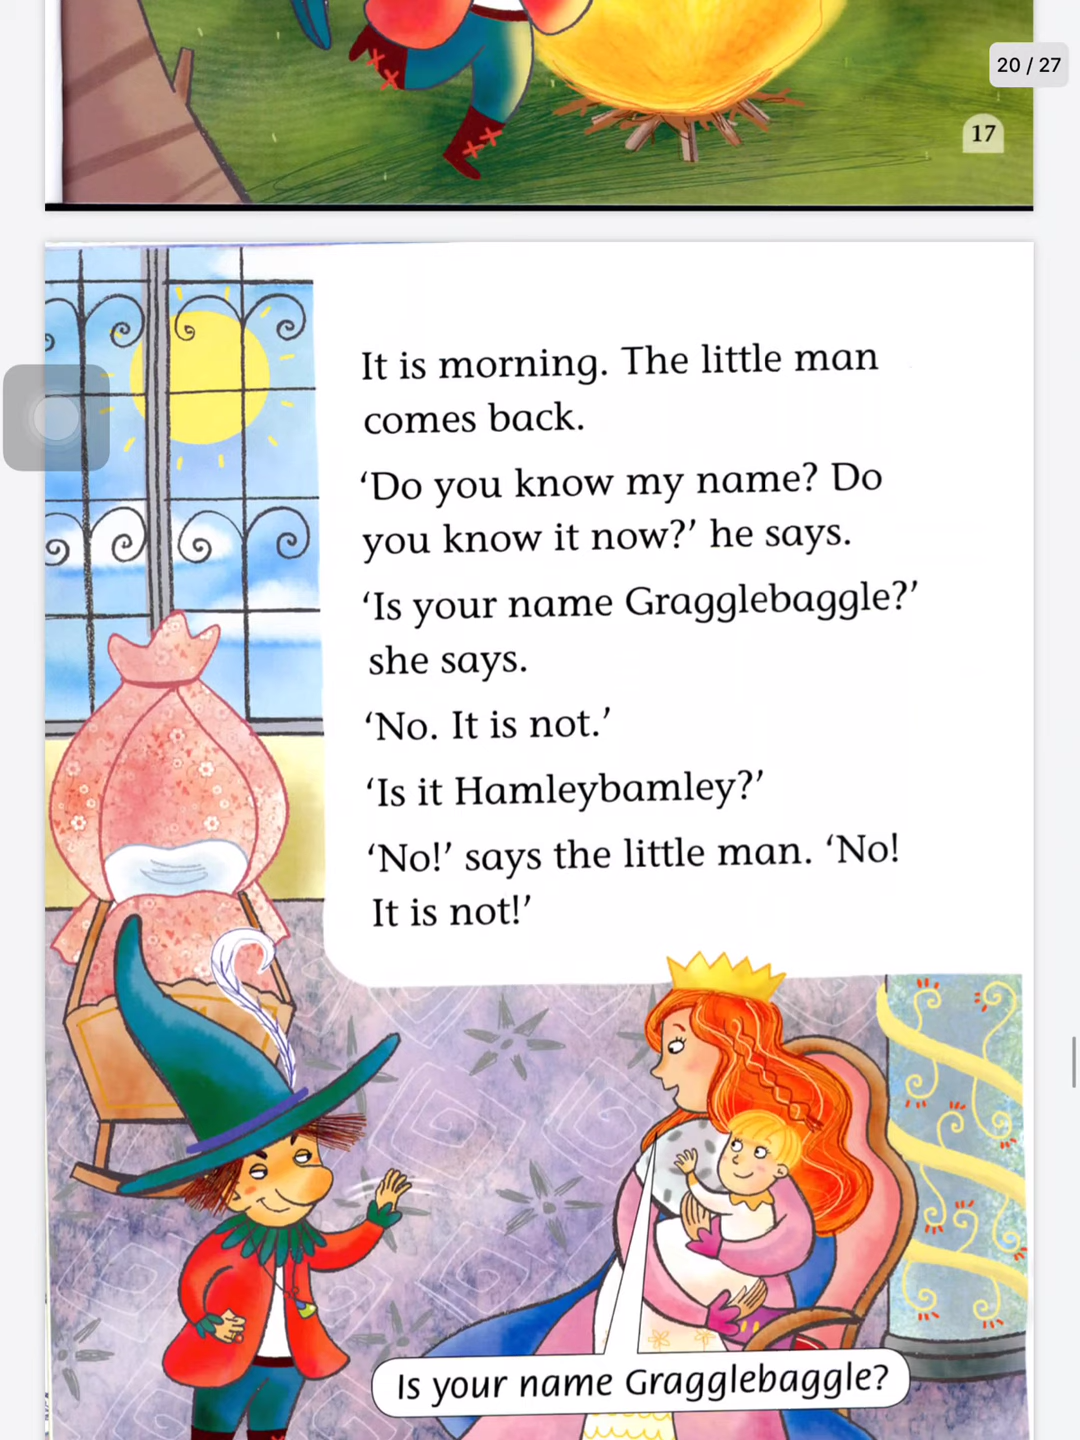 20 / 27
17
It is morning. The little man
comes back.
‘Do you know my name? Do
you know it now?’ he says.
‘Is your name Gragglebaggle?’
she says.
‘No. It is not.’
‘Is it Hamleybamley?’
‘No!’ says the little man. ‘No!
It is not!’
Is your name Gragglebaggle?